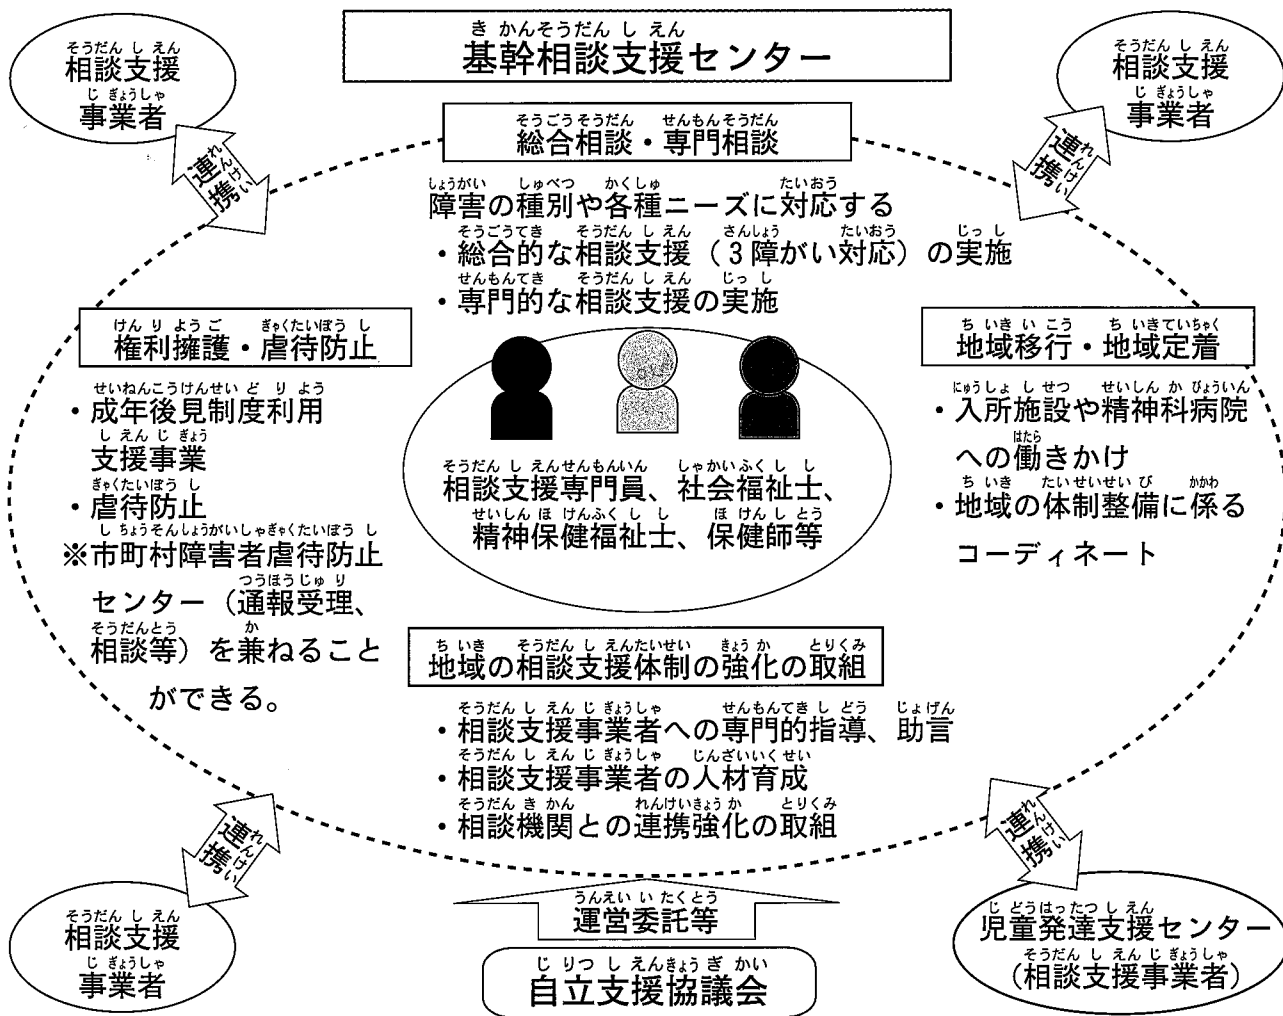 基幹相談支援センター
相談支援
事業者
連携
相談支援
事業者
連携
総合相談・専門相談
障害の種別や各種ニーズに対応する
・総合的な相談支援（3障がい対応）の実施
・専門的な相談支援の実施
権利擁護・虐待防止
・成年後見制度利用
支援事業
・虐待防止
※市町村障害者虐待防止
センター（通報受理、
相談等）を兼ねること
ができる。
相談支援専門員、社会福祉士、
精神保健福祉士、保健師等
地域移行・地域定着
・入所施設や精神科病院
への働きかけ
・地域の体制整備に係る
コーディネート
地域の相談支援体制の強化の取組
・相談支援事業者への専門的指導、助言
・相談支援事業者の人材育成
・相談機関との連携強化の取組
連携
相談支援
事業者
連携
児童発達支援センター
（相談支援事業者）
運営委託等
自立支援協議会